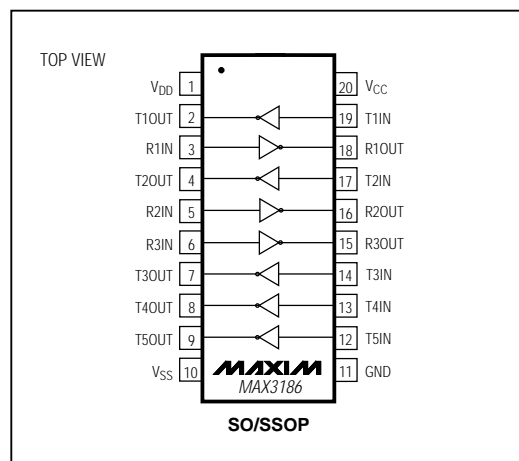 TOP VIEW
VDD 1 20 VCC
T1OUT 2 19 T1IN
R1IN 3 18 R1OUT
T2OUT 4 17 T2IN
R2IN 5 16 R2OUT
R3IN 6 15 R3OUT
T3OUT 7 14 T3IN
T4OUT 8 13 T4IN
T5OUT 9 12 T5IN
VSS 10 11 GND
MAXIM
MAX3186
SO/SSOP